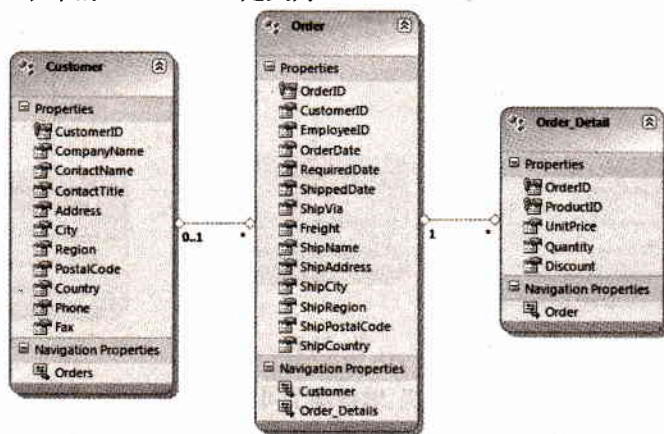 Customer
Properties
CustomerID
CompanyName
ContactName
ContactTitle
Address
City
Region
PostalCode
Country
Phone
Fax
Navigation Properties
Orders
0..1
*
Order
Properties
OrderID
CustomerID
EmployeeID
OrderDate
RequiredDate
ShippedDate
ShipVia
Freight
ShipName
ShipAddress
ShipCity
ShipRegion
ShipPostalCode
ShipCountry
Navigation Properties
Customer
Order_Details
1
*
Order_Detail
Properties
OrderID
ProductID
UnitPrice
Quantity
Discount
Navigation Properties
Order